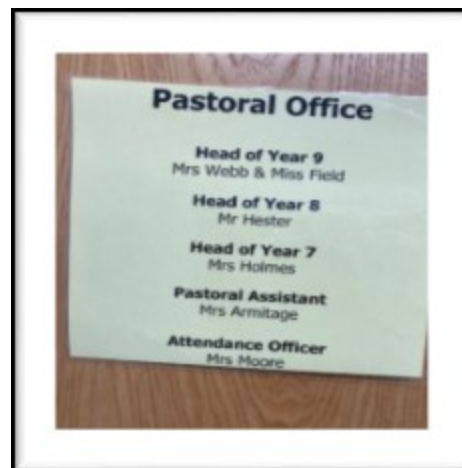 Pastoral Office
Head of Year 9
Mrs Webb & Miss Field
Head of Year 8
Mr Hester
Head of Year 7
Mrs Holmes
Pastoral Assistant
Mrs Armitage
Attendance Officer
Mrs Moore